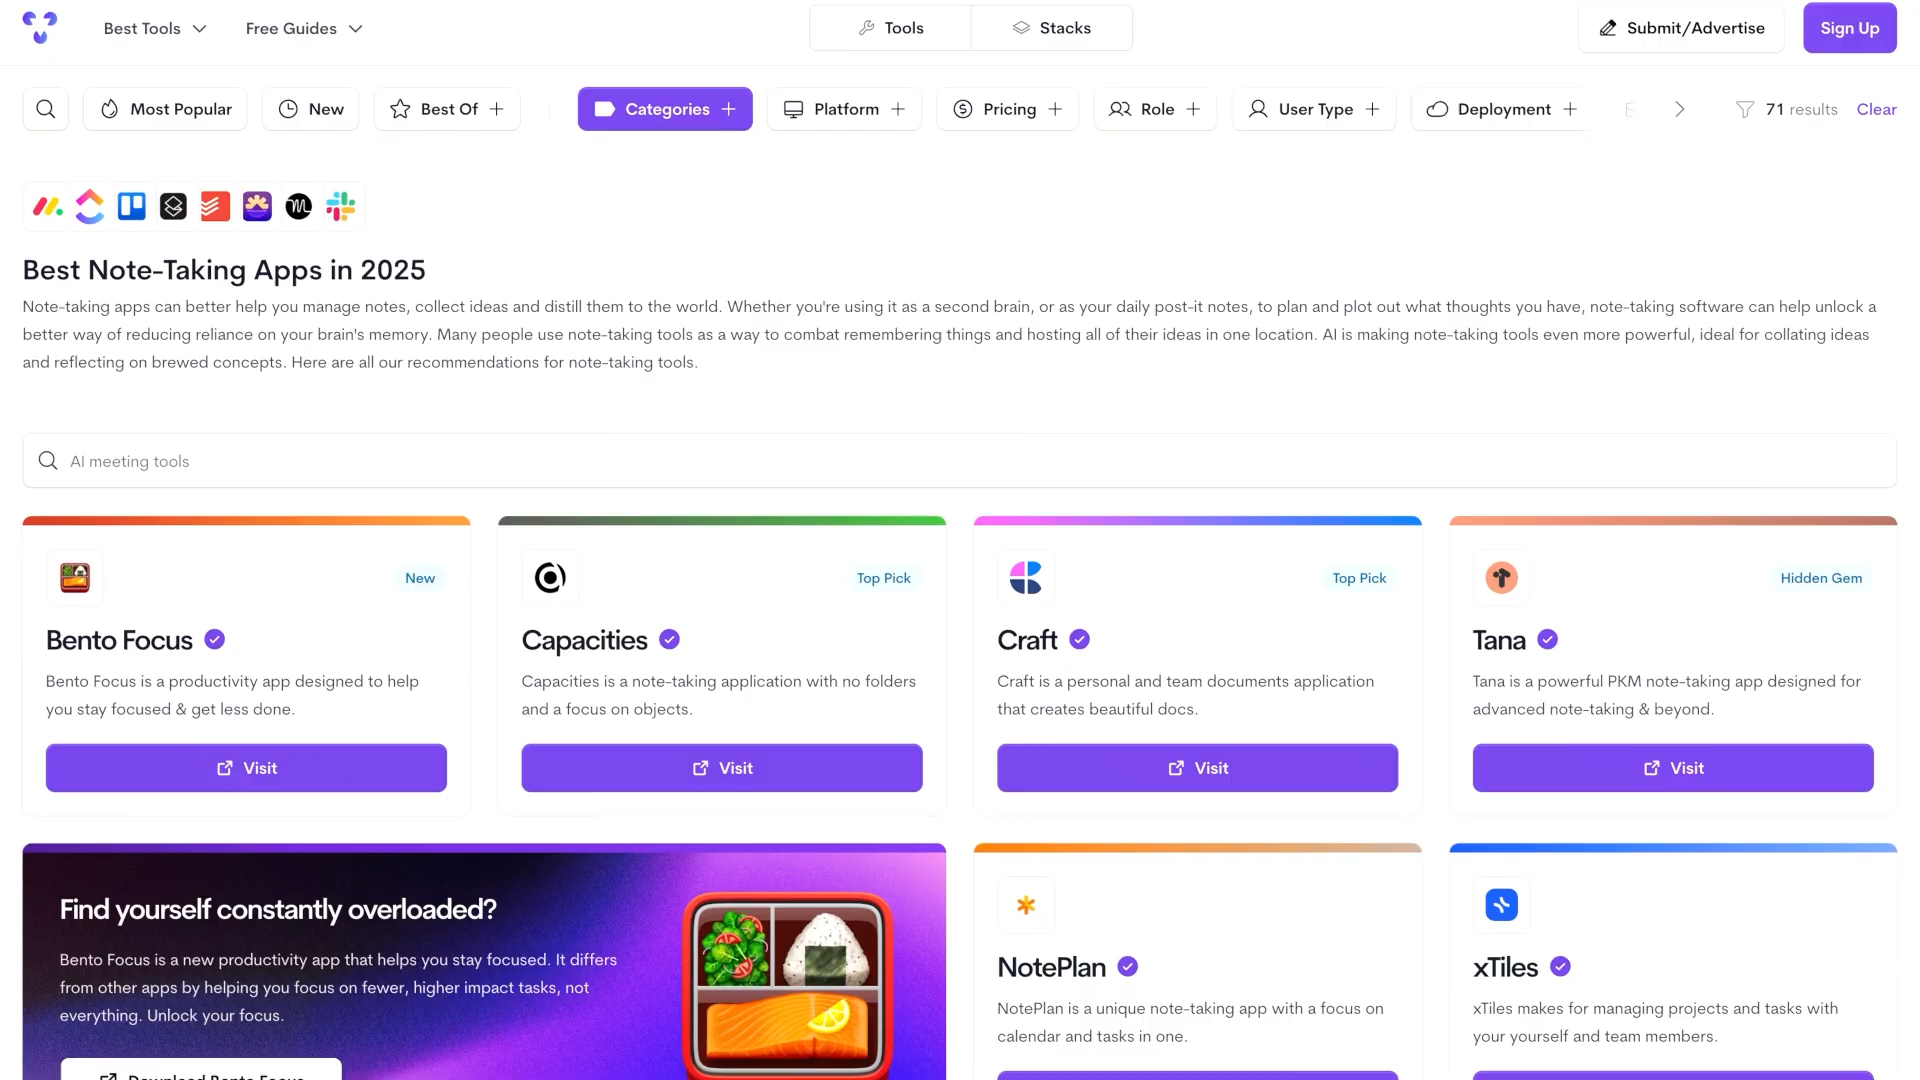 Best Tools
Free Guides
Tools
Stacks
Submit/Advertise
Sign Up
Most Popular
New
Best Of
Categories
Platform
Pricing
Role
User Type
Deployment
71 results
Clear
Best Note-Taking Apps in 2025
Note-taking apps can better help you manage notes, collect ideas and distill them to the world. Whether you're using it as a second brain, or as your daily post-it notes, to plan and plot out what thoughts you have, note-taking software can help unlock a
better way of reducing reliance on your brain's memory. Many people use note-taking tools as a way to combat remembering things and hosting all of their ideas in one location. AI is making note-taking tools even more powerful, ideal for collating ideas
and reflecting on brewed concepts. Here are all our recommendations for note-taking tools.
AI meeting tools
New
Bento Focus
Bento Focus is a productivity app designed to help
you stay focused & get less done.
Visit
Top Pick
Capacities
Capacities is a note-taking application with no folders
and a focus on objects.
Visit
Top Pick
Craft
Craft is a personal and team documents application
that creates beautiful docs.
Visit
Hidden Gem
Tana
Tana is a powerful PKM note-taking app designed for
advanced note-taking & beyond.
Visit
Find yourself constantly overloaded?
Bento Focus is a new productivity app that helps you stay focused. It differs
from other apps by helping you focus on fewer, higher impact tasks, not
everything. Unlock your focus.
Download Bento Focus
NotePlan
NotePlan is a unique note-taking app with a focus on
calendar and tasks in one.
xTiles
xTiles makes for managing projects and tasks with
your yourself and team members.